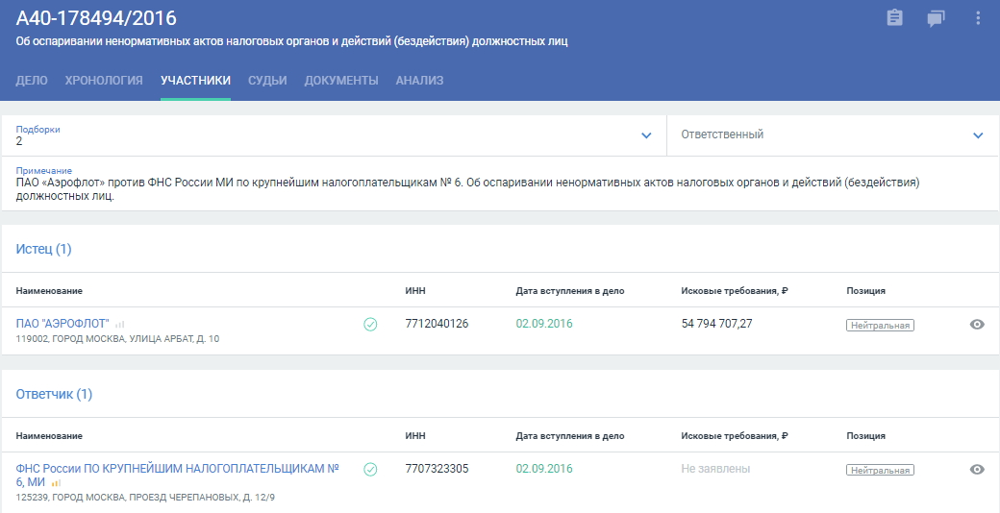 А40-178494/2016
Об оспаривании ненормативных актов налоговых органов и действий (бездействия) должностных лиц
ДЕЛО ХРОНОЛОГИЯ УЧАСТНИКИ СУДЬИ ДОКУМЕНТЫ АНАЛИЗ
Подборки
2
Ответственный
Примечание
ПАО «Аэрофлот» против ФНС России МИ по крупнейшим налогоплательщикам № 6. Об оспаривании ненормативных актов налоговых органов и действий (бездействия)
должностных лиц.
Истец (1)
Наименование ИНН Дата вступления в дело Исковые требования, ₽ Позиция
ПАО "АЭРОФЛОТ" 7712040126 02.09.2016 54 794 707,27 Нейтральная
119002, ГОРОД МОСКВА, УЛИЦА АРБАТ, Д. 10
Ответчик (1)
Наименование ИНН Дата вступления в дело Исковые требования, ₽ Позиция
ФНС России ПО КРУПНЕЙШИМ НАЛОГОПЛАТЕЛЬЩИКАМ № 7707323305 02.09.2016 Не заявлены Нейтральная
6, МИ
125239, ГОРОД МОСКВА, ПРОЕЗД ЧЕРЕПАНОВЫХ, Д. 12/9